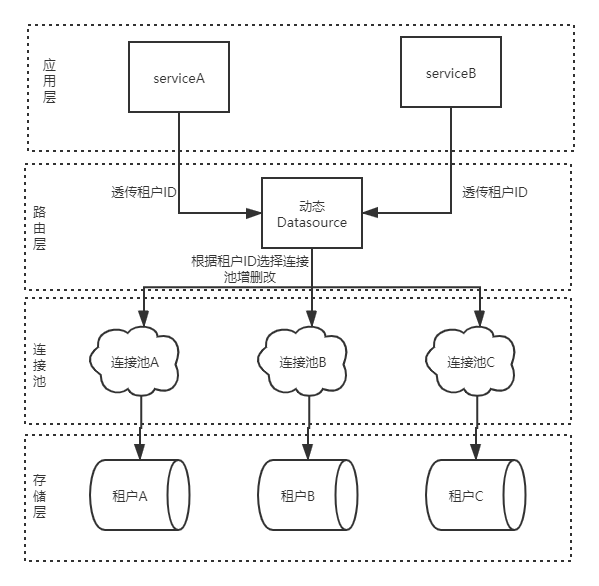 应用层
serviceA
serviceB
透传租户ID
透传租户ID
路由层
动态
Datasource
根据租户ID选择连接
池增删改
连接池
连接池A
连接池B
连接池C
存储层
租户A
租户B
租户C